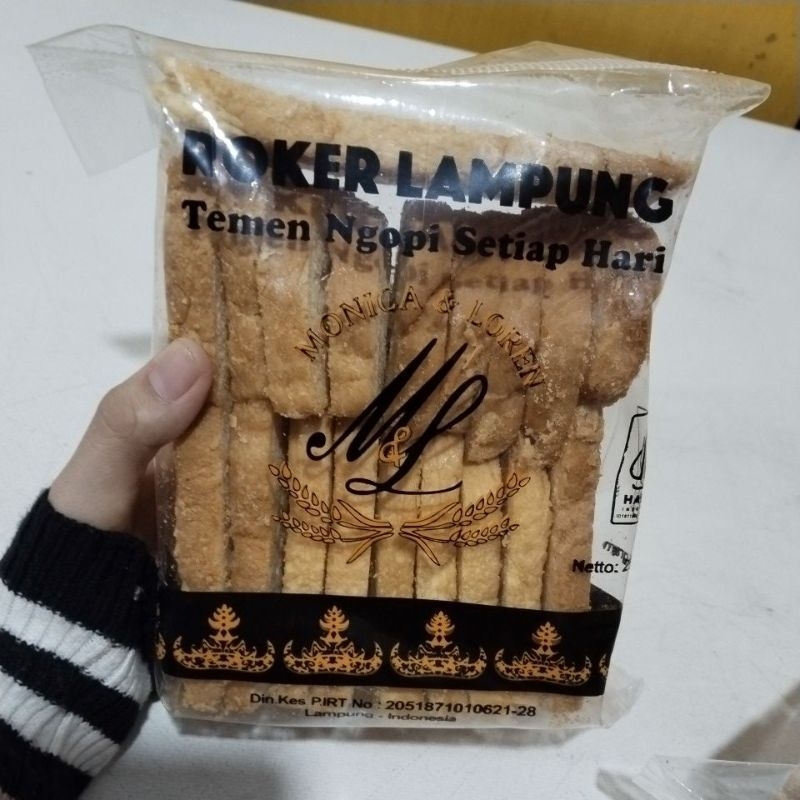 ROKER LAMPUNG
Temen Ngopi Setiap Hari
MONICA & LOREN
M&L
Netto:
Din.Kes P.IRT No : 2051871010621-28
Lampung - Indonesia